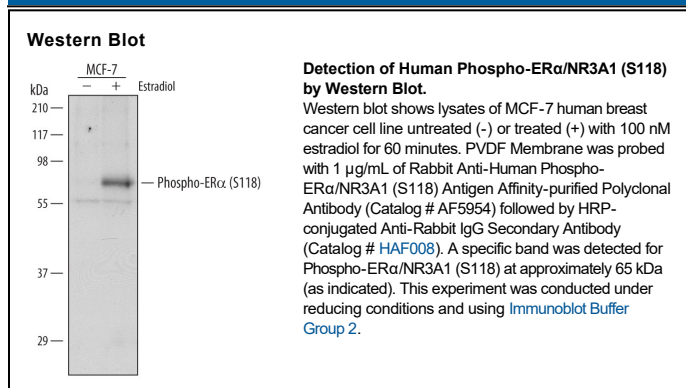 Western Blot
MCF-7
kDa
− + Estradiol
210 —
117 —
98 —
— Phospho-ERα (S118)
55 —
37 —
29 —
Detection of Human Phospho-ERα/NR3A1 (S118)
by Western Blot.
Western blot shows lysates of MCF-7 human breast
cancer cell line untreated (-) or treated (+) with 100 nM
estradiol for 60 minutes. PVDF Membrane was probed
with 1 µg/mL of Rabbit Anti-Human Phospho-
ERα/NR3A1 (S118) Antigen Affinity-purified Polyclonal
Antibody (Catalog # AF5954) followed by HRP-
conjugated Anti-Rabbit IgG Secondary Antibody
(Catalog # HAF008). A specific band was detected for
Phospho-ERα/NR3A1 (S118) at approximately 65 kDa
(as indicated). This experiment was conducted under
reducing conditions and using Immunoblot Buffer
Group 2.